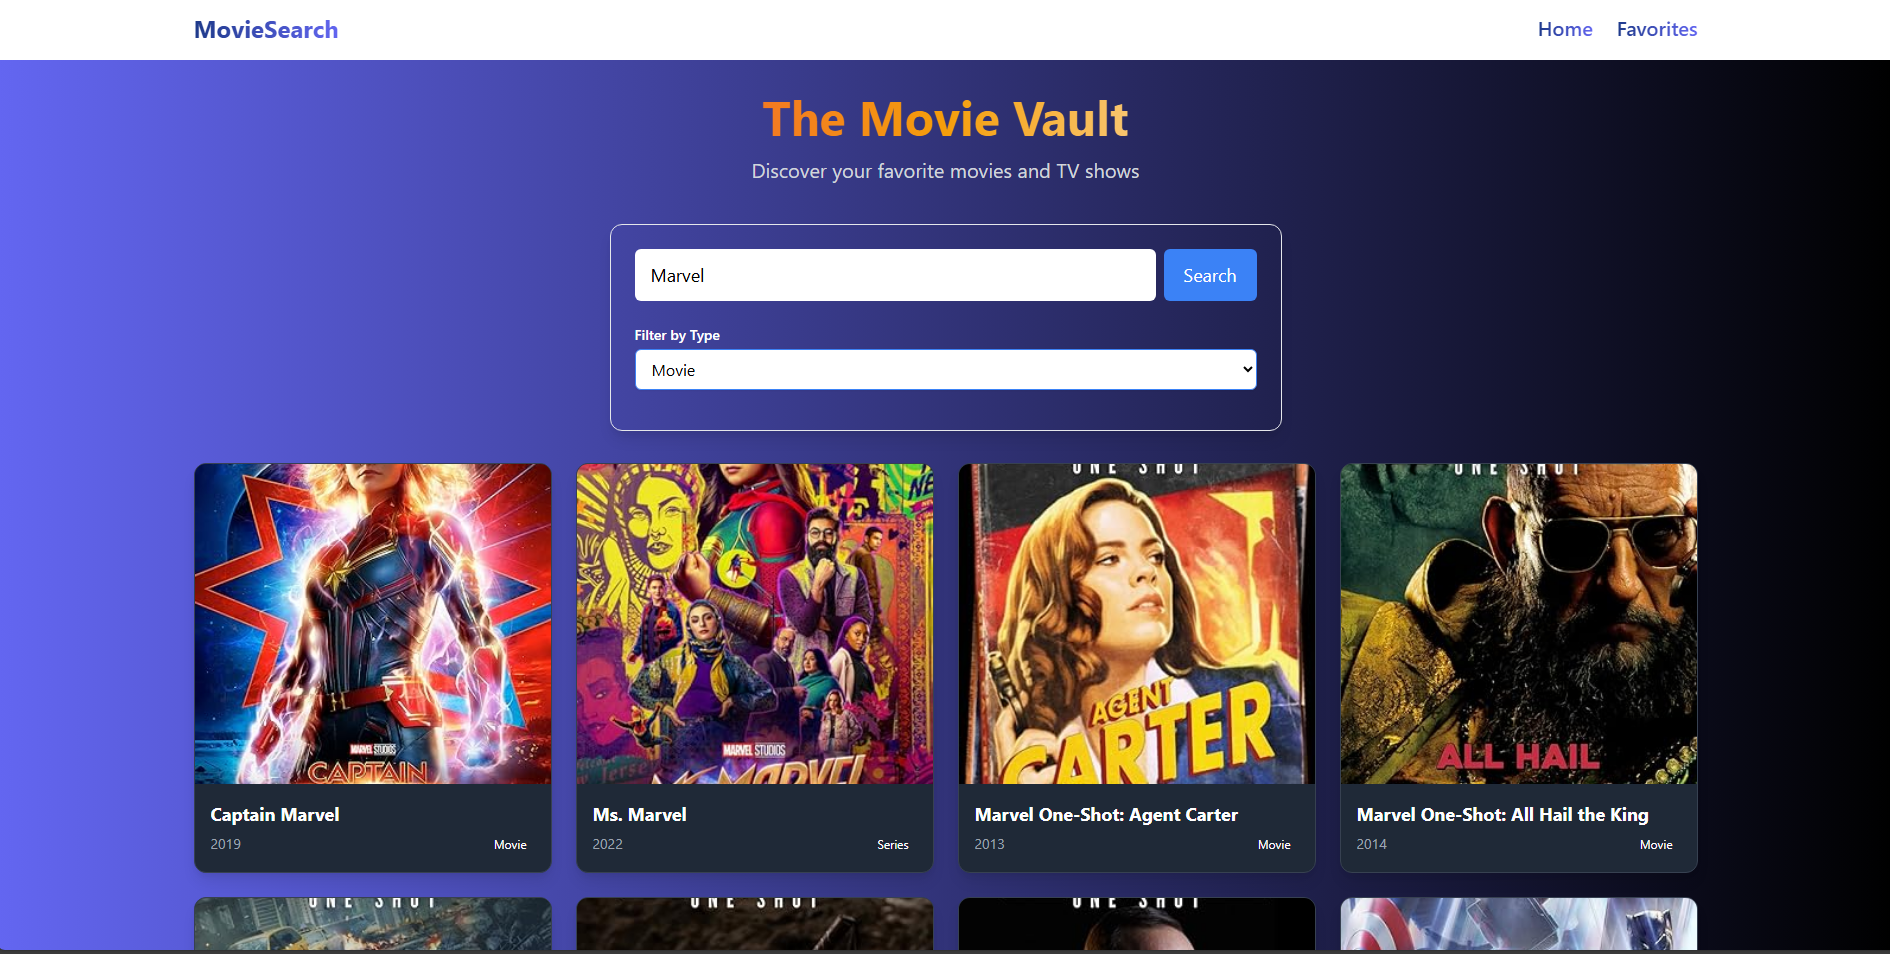 MovieSearch
Home
Favorites
The Movie Vault
Discover your favorite movies and TV shows
Marvel
Search
Filter by Type
Movie
MARVEL STUDIOS
CAPTAIN
Captain Marvel
2019
Movie
MARVEL STUDIOS
MS. MARVEL
Ms. Marvel
2022
Series
ONE SHOT
AGENT
CARTER
Marvel One-Shot: Agent Carter
2013
Movie
ONE SHOT
ALL HAIL
Marvel One-Shot: All Hail the King
2014
Movie
ONE SHOT
ONE SHOT
ONE SHOT